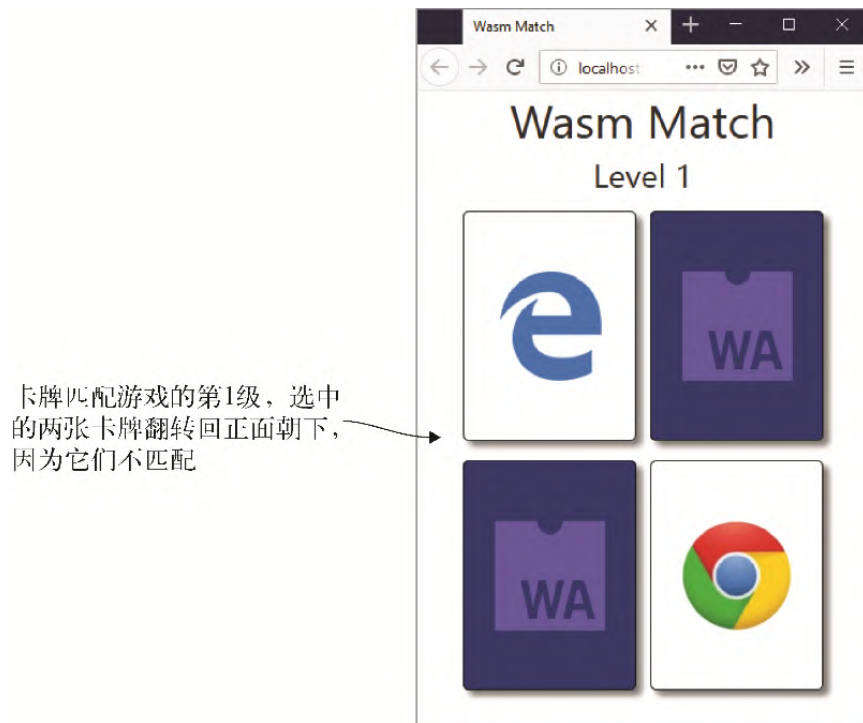 Wasm Match
localhost
Wasm Match
Level 1
WA
卡牌匹配游戏的第1级，选中
的两张卡牌翻转回正面朝下，
因为它们不匹配
WA